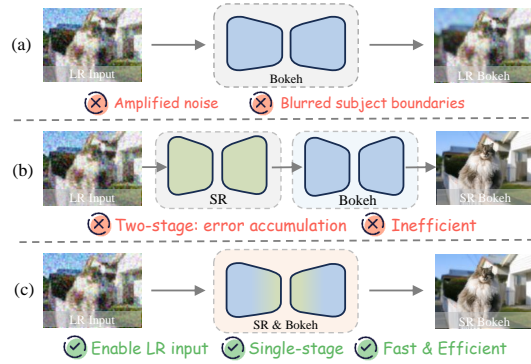 (a)
LR Input
Bokeh
LR Bokeh
Amplified noise
Blurred subject boundaries
(b)
LR Input
SR
Bokeh
SR Bokeh
Two-stage: error accumulation
Inefficient
(c)
LR Input
SR & Bokeh
SR Bokeh
Enable LR input
Single-stage
Fast & Efficient